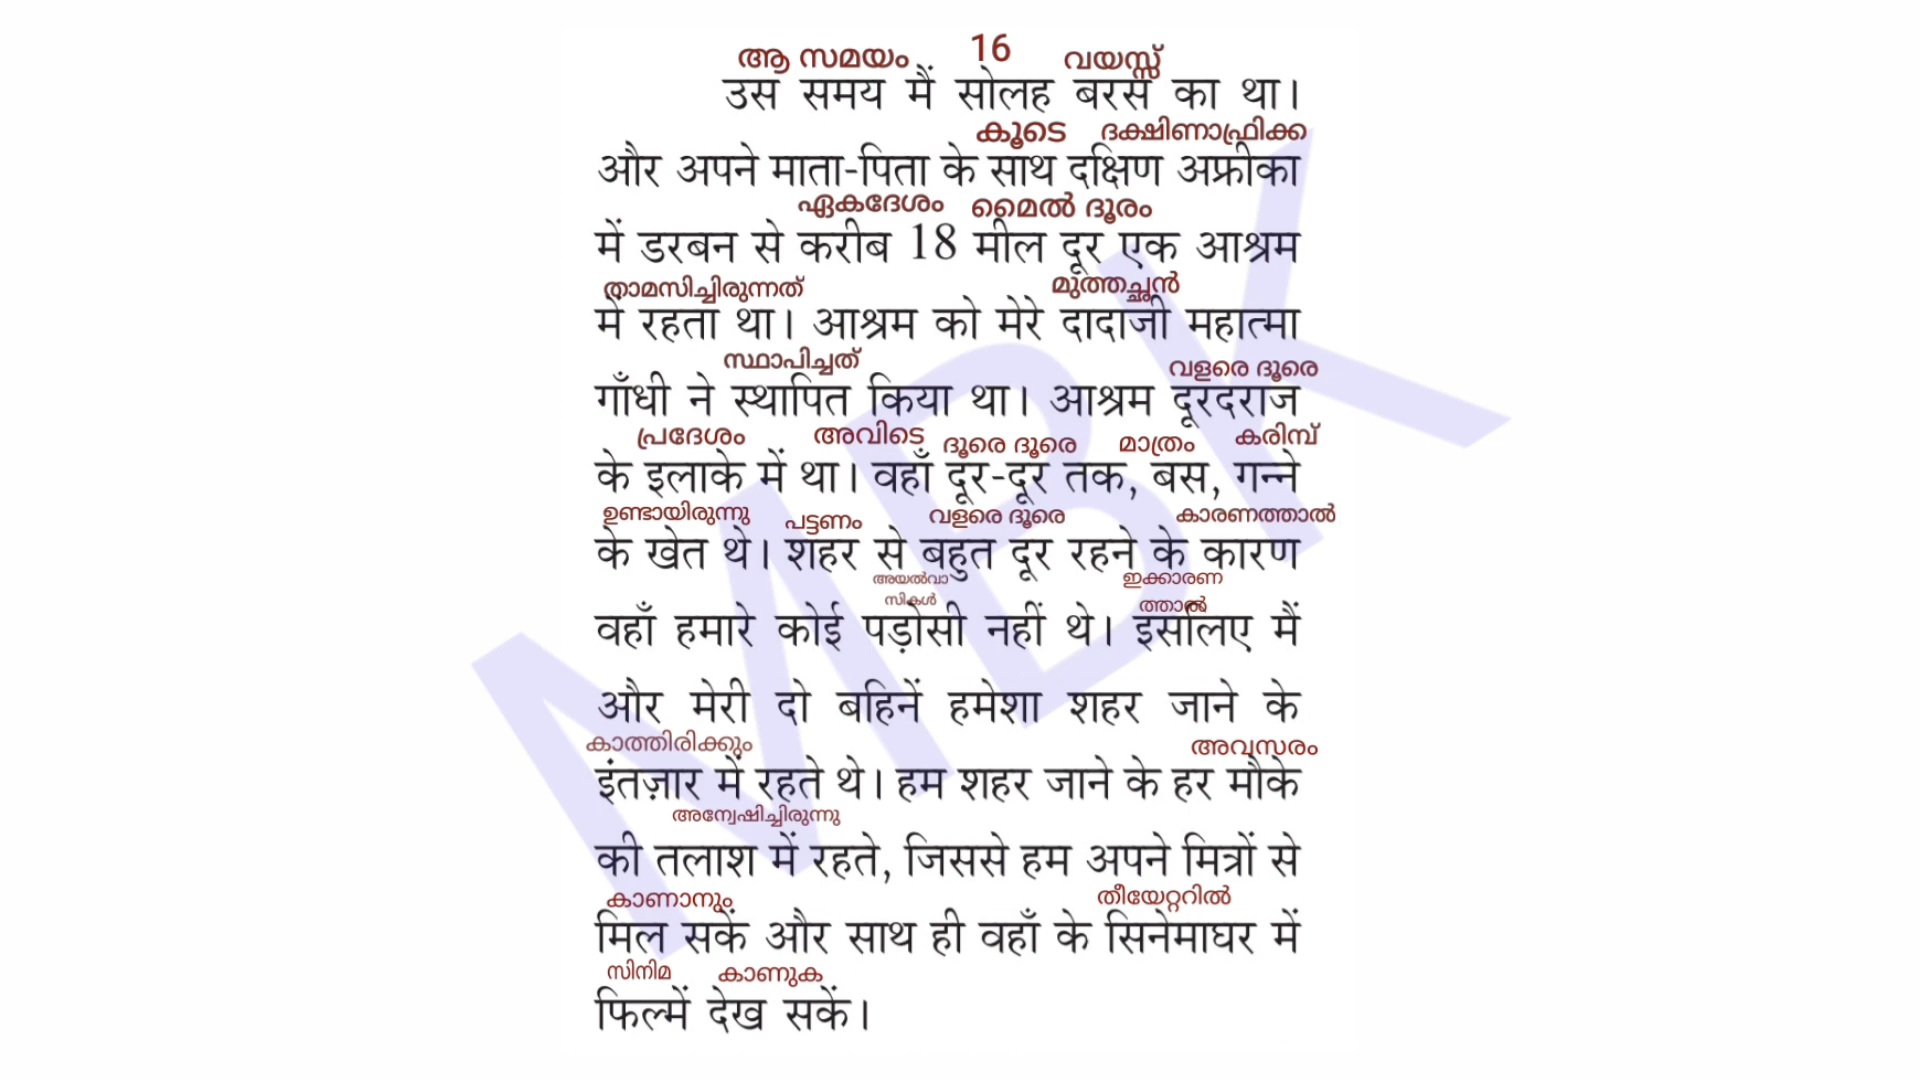 ആ സമയം 16 വയസ്സ്
उस समय मैं सोलह बरस का था।
കൂടെ ദക്ഷിണാഫ്രിക്ക
और अपने माता-पिता के साथ दक्षिण अफ्रीका
ഏകദേശം മൈൽ ദൂരം
में डरबन से करीब 18 मील दूर एक आश्रम
താമസിച്ചിരുന്നത് മുത്തച്ഛൻ
में रहता था। आश्रम को मेरे दादाजी महात्मा
സ്ഥാപിച്ചത് വളരെ ദൂരെ
गाँधी ने स्थापित किया था। आश्रम दूरदराज
പ്രദേശം അവിടെ ദൂരെ ദൂരെ മാത്രം കരിമ്പ്
के इलाके में था। वहाँ दूर-दूर तक, बस, गन्ने
ഉണ്ടായിരുന്നു പട്ടണം വളരെ ദൂരെ കാരണത്താൽ
के खेत थे। शहर से बहुत दूर रहने के कारण
അയൽവാ ഇക്കാരണ
സികൾ ത്താൽ
वहाँ हमारे कोई पड़ोसी नहीं थे। इसलिए मैं
और मेरी दो बहिनें हमेशा शहर जाने के
കാത്തിരിക്കും അവസരം
इंतज़ार में रहते थे। हम शहर जाने के हर मौके
അന്വേഷിച്ചിരുന്നു
की तलाश में रहते, जिससे हम अपने मित्रों से
കാണാനും തീയേറ്ററിൽ
मिल सकें और साथ ही वहाँ के सिनेमाघर में
സിനിമ കാണുക
फिल्में देख सकें।
MBK